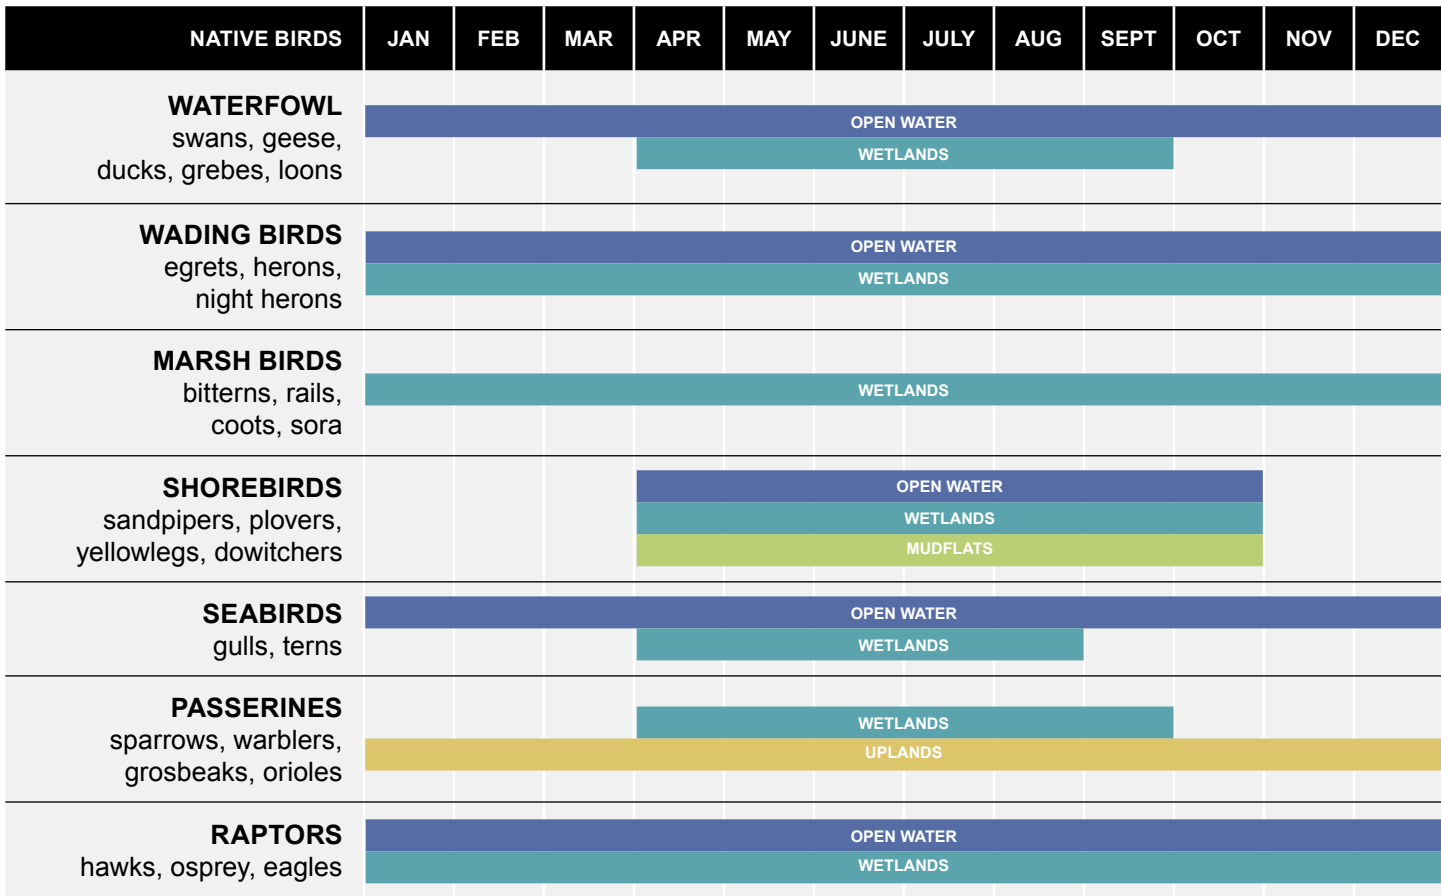 NATIVE BIRDS JAN FEB MAR APR MAY JUNE JULY AUG SEPT OCT NOV DEC
WATERFOWL
swans, geese,
ducks, grebes, loons
OPEN WATER
WETLANDS
WADING BIRDS
egrets, herons,
night herons
OPEN WATER
WETLANDS
MARSH BIRDS
bitterns, rails,
coots, sora
WETLANDS
SHOREBIRDS
sandpipers, plovers,
yellowlegs, dowitchers
OPEN WATER
WETLANDS
MUDFLATS
SEABIRDS
gulls, terns
OPEN WATER
WETLANDS
PASSERINES
sparrows, warblers,
grosbeaks, orioles
WETLANDS
UPLANDS
RAPTORS
hawks, osprey, eagles
OPEN WATER
WETLANDS